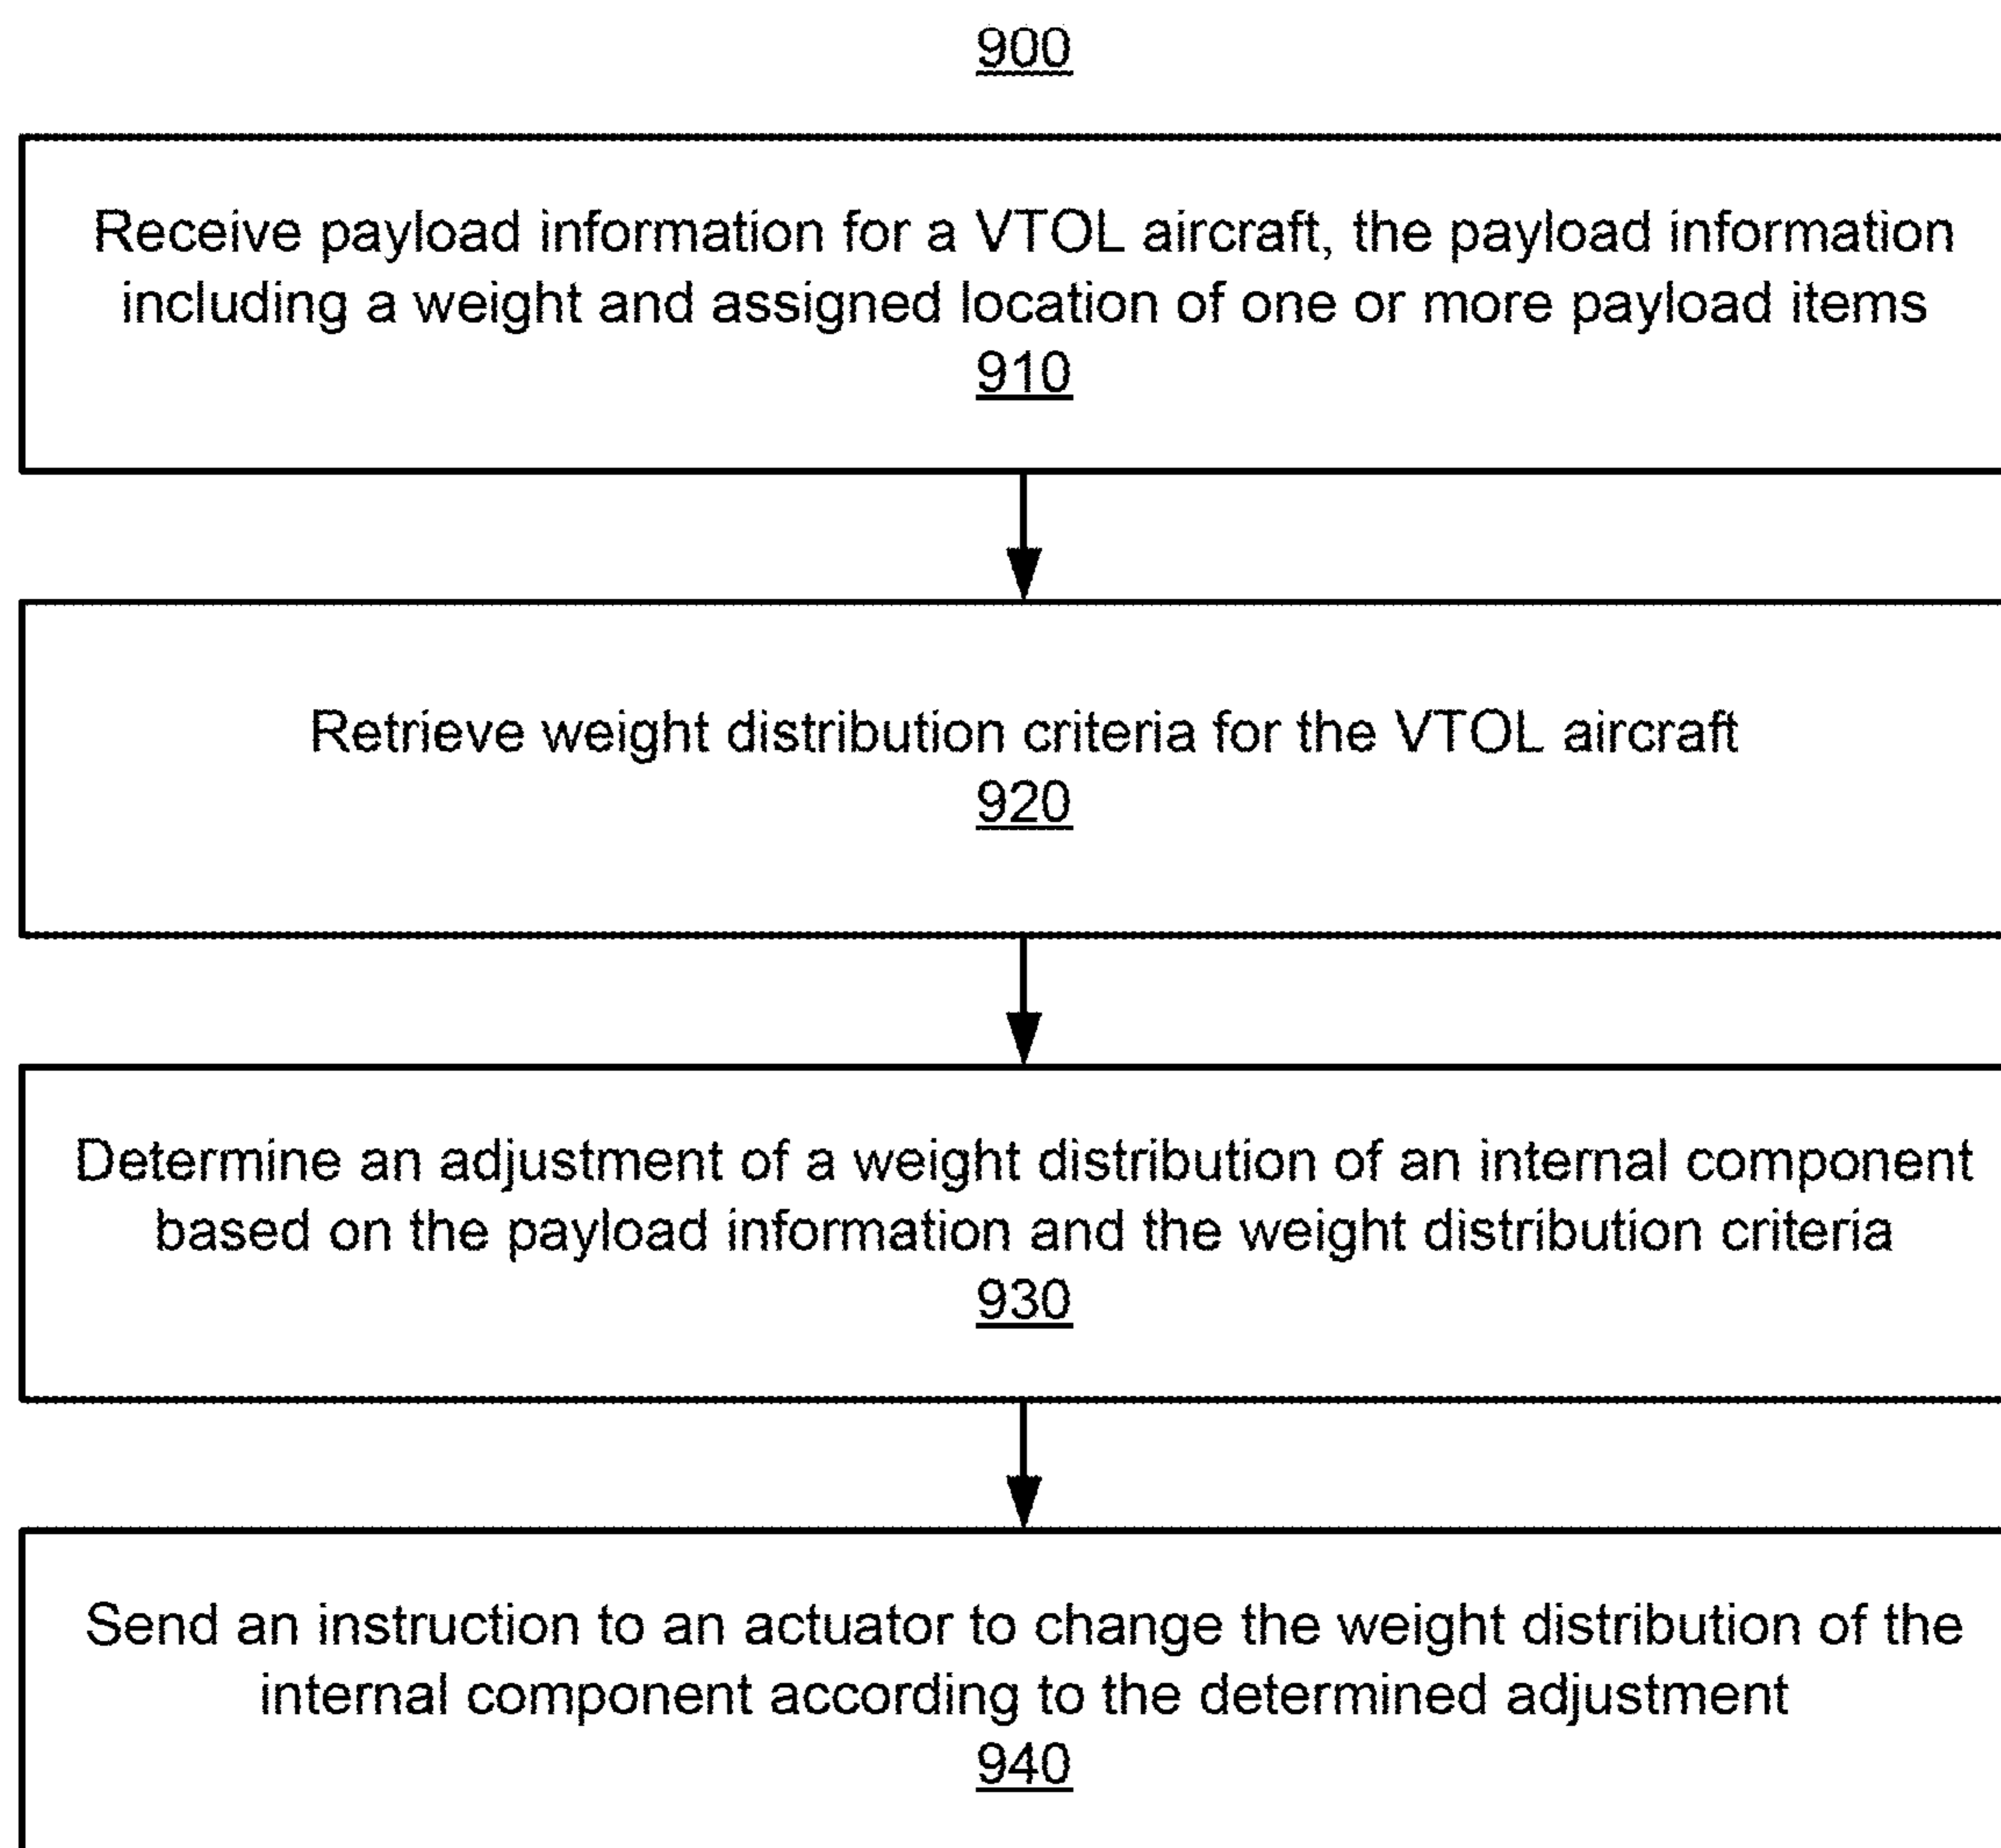 900
Receive payload information for a VTOL aircraft, the payload information
including a weight and assigned location of one or more payload items
910
Retrieve weight distribution criteria for the VTOL aircraft
920
Determine an adjustment of a weight distribution of an internal component
based on the payload information and the weight distribution criteria
930
Send an instruction to an actuator to change the weight distribution of the
internal component according to the determined adjustment
940